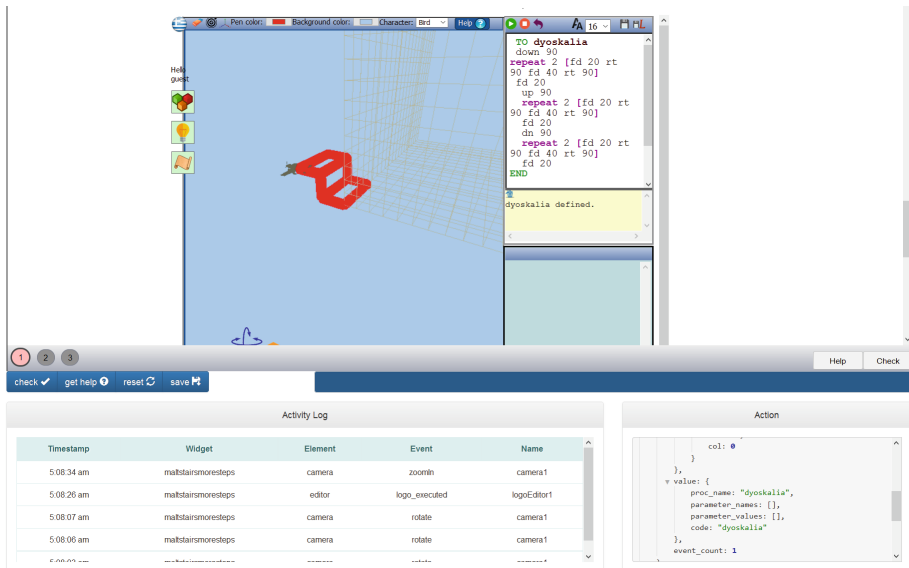 Pen color: Background color: Character: Bird Help ? 16
Hello
guest
TO dyoskalia
down 90
repeat 2 [fd 20 rt
90 fd 40 rt 90]
fd 20
up 90
repeat 2 [fd 20 rt
90 fd 40 rt 90]
fd 20
dn 90
repeat 2 [fd 20 rt
90 fd 40 rt 90]
fd 20
END
dyoskalia defined.
1 2 3
Help Check
check get help reset save
Activity Log
Timestamp Widget Element Event Name
5:08:34 am maltstairsmoresteps camera zoomIn camera1
5:08:26 am maltstairsmoresteps editor logo_executed logoEditor1
5:08:07 am maltstairsmoresteps camera rotate camera1
5:08:06 am maltstairsmoresteps camera rotate camera1
Action
col: 0
}
},
value: {
proc_name: "dyoskalia",
parameter_names: [],
parameter_values: [],
code: "dyoskalia"
},
event_count: 1